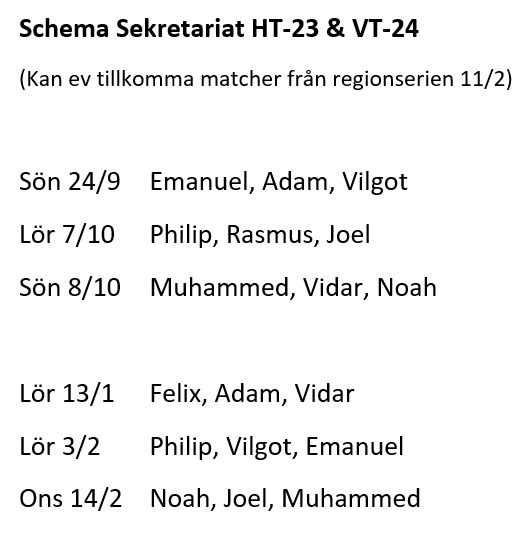 Schema Sekretariat HT-23 & VT-24
(Kan ev tillkomma matcher från regionserien 11/2)
Sön 24/9 Emanuel, Adam, Vilgot
Lör 7/10 Philip, Rasmus, Joel
Sön 8/10 Muhammed, Vidar, Noah
Lör 13/1 Felix, Adam, Vidar
Lör 3/2 Philip, Vilgot, Emanuel
Ons 14/2 Noah, Joel, Muhammed